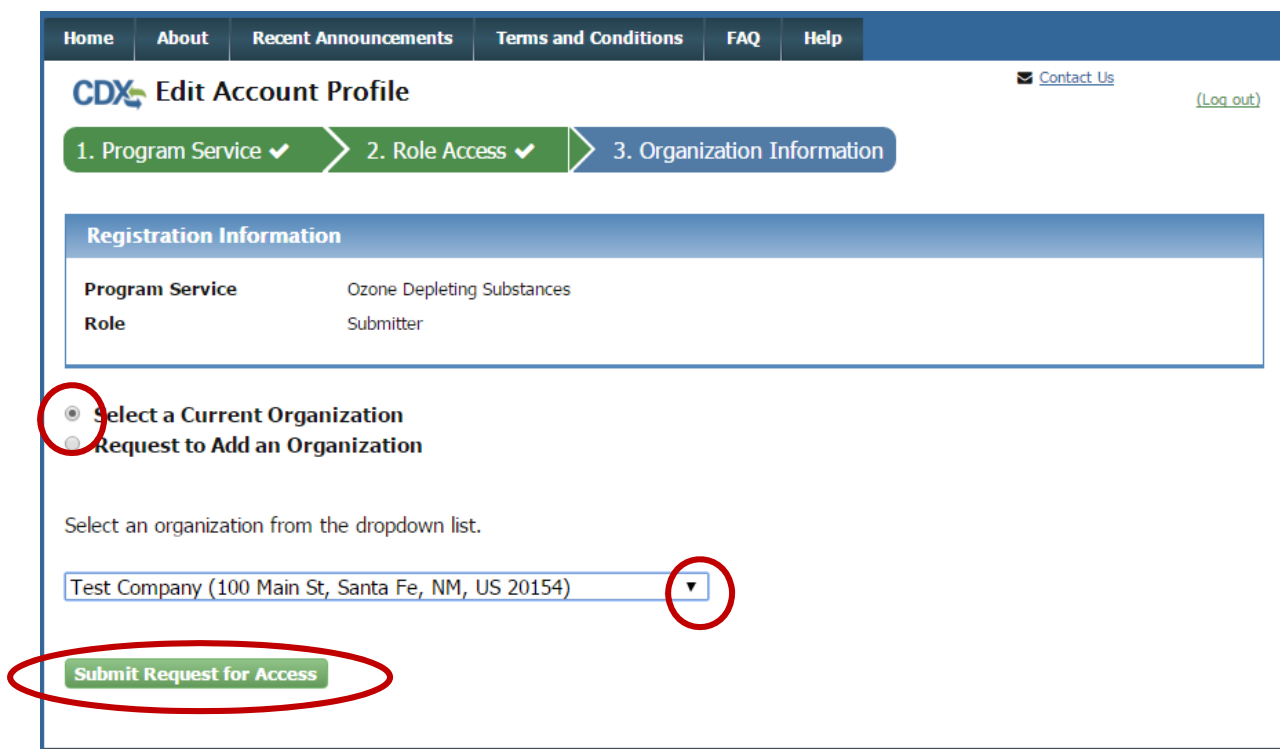 Home About Recent Announcements Terms and Conditions FAQ Help
CDX Edit Account Profile
Contact Us
(Log out)
1. Program Service 2. Role Access 3. Organization Information
Registration Information
Program Service Ozone Depleting Substances
Role Submitter
Select a Current Organization
Request to Add an Organization
Select an organization from the dropdown list.
Test Company (100 Main St, Santa Fe, NM, US 20154)
Submit Request for Access